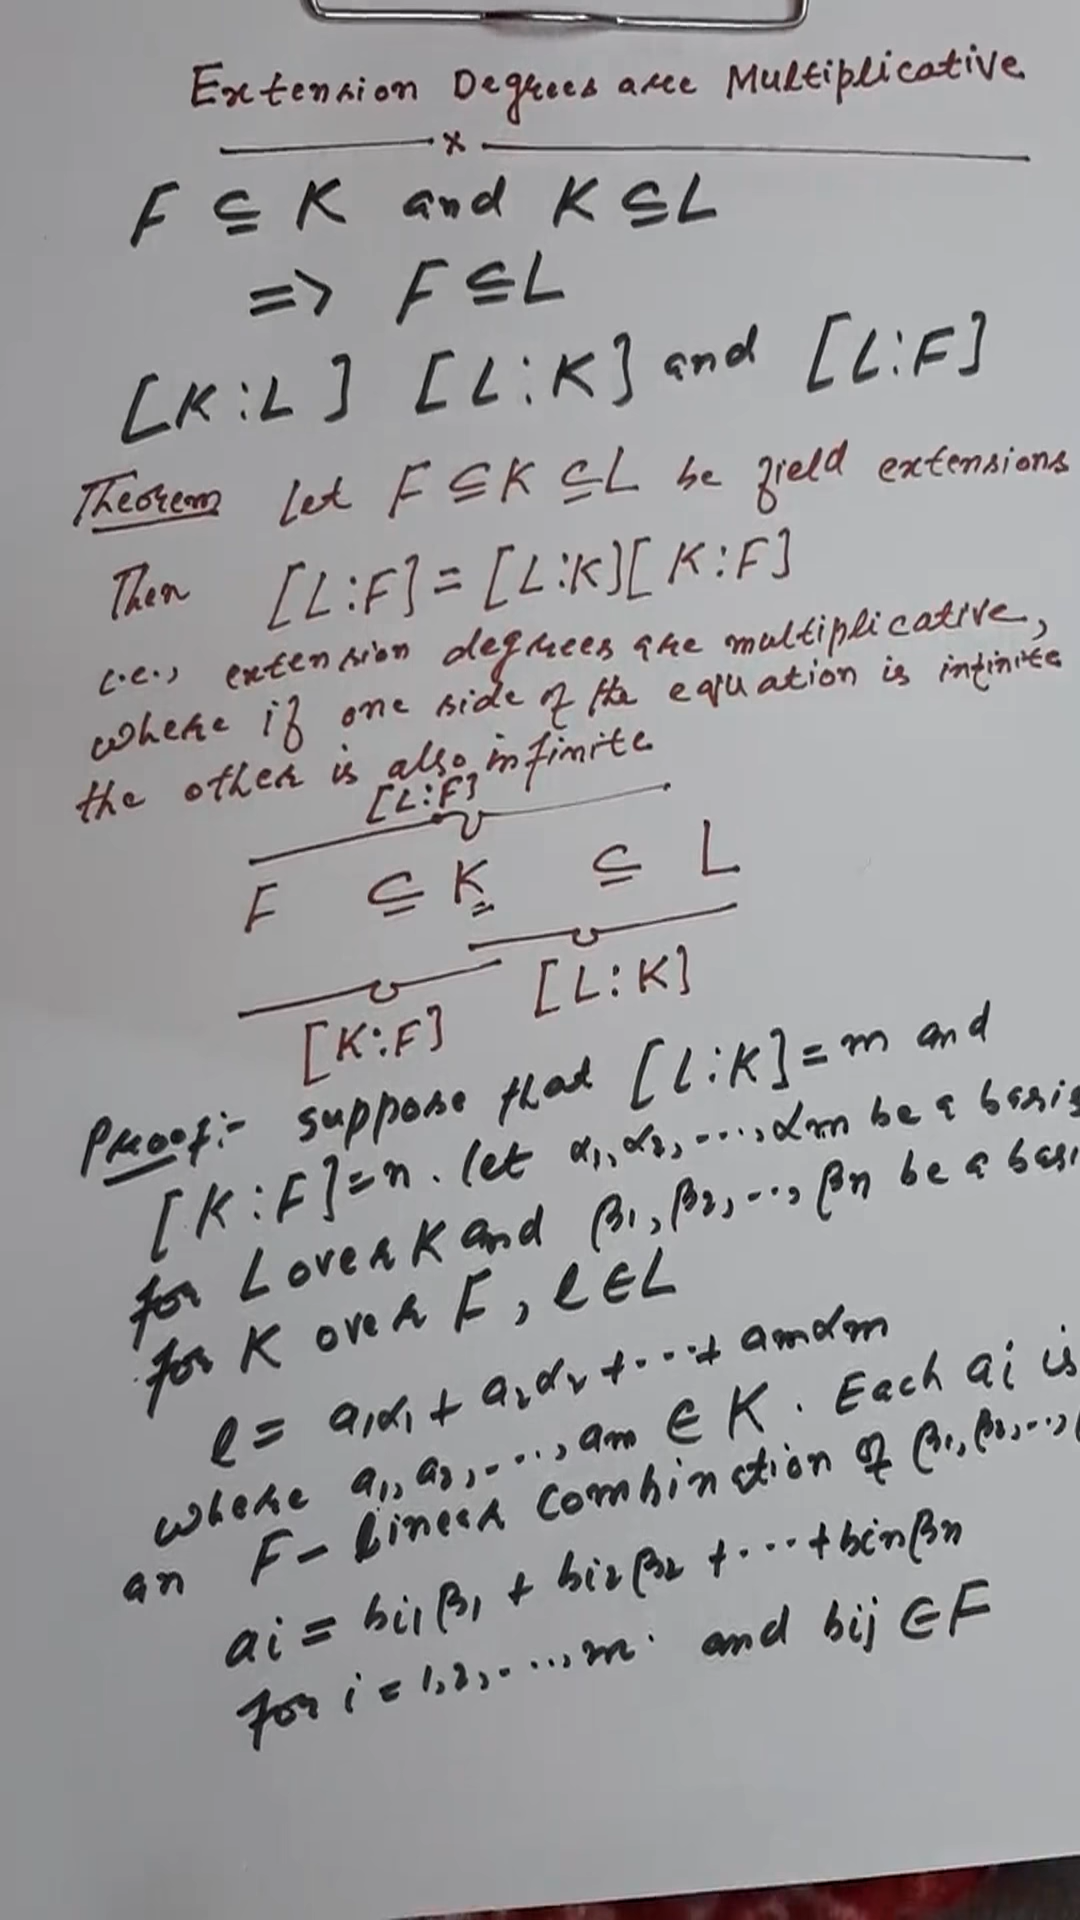 Extension Degrees are Multiplicative
x
F ⊆ K and K ⊆ L
=> F ⊆ L
[K:L] [L:K] and [L:F]
Theorem Let F ⊆ K ⊆ L be field extensions
Then [L:F] = [L:K][K:F]
i.e., extension degrees are multiplicative,
where if one side of the equation is infinite
the other is also infinite
[L:F]
F ⊆ K ⊆ L
[L:K]
[K:F]
Proof:- suppose that [L:K] = m and
[K:F] = n. let α1, α2, ..., αm be a basis
for L over K and β1, β2, ..., βn be a basi
for K over F, l ∈ L
l = a1α1 + a2α2 + ... + amαm
where a1, a2, ..., am ∈ K. Each ai is
an F-linear combination of β1, β2, ..,
ai = bi1β1 + bi2β2 + ... + binβn
for i = 1, 2, ..., m. and bij ∈ F